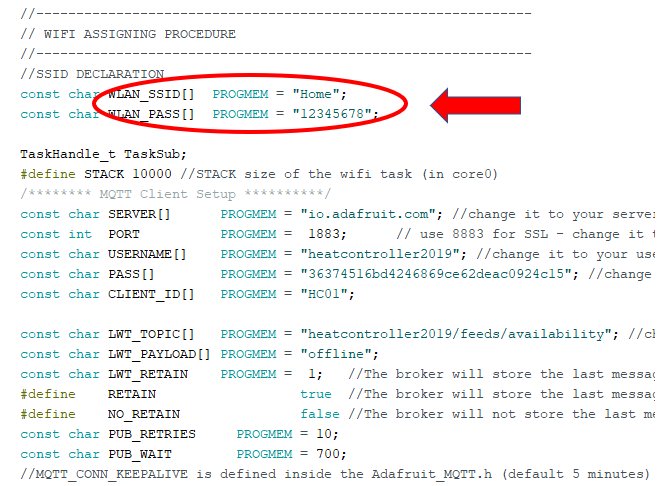 //--------------------------------------------------------------
// WIFI ASSIGNING PROCEDURE
//--------------------------------------------------------------
//SSID DECLARATION
const char WLAN_SSID[]  PROGMEM = "Home";
const char WLAN_PASS[]  PROGMEM = "12345678";
TaskHandle_t TaskSub;
#define STACK 10000 //STACK size of the wifi task (in core0)
/******** MQTT Client Setup **********/
const char SERVER[]      PROGMEM = "io.adafruit.com"; //change it to your server
const int  PORT          PROGMEM =  1883;      // use 8883 for SSL - change it t
const char USERNAME[]    PROGMEM = "heatcontroller2019"; //change it to your use
const char PASS[]        PROGMEM = "36374516bd4246869ce62deac0924c15"; //change
const char CLIENT_ID[]   PROGMEM = "HC01";
const char LWT_TOPIC[]   PROGMEM = "heatcontroller2019/feeds/availability"; //ch
const char LWT_PAYLOAD[] PROGMEM = "offline";
const char LWT_RETAIN    PROGMEM =  1;   //The broker will store the last messag
#define    RETAIN                  true  //The broker will store the last messag
#define    NO_RETAIN               false //The broker will not store the last me
const char PUB_RETRIES     PROGMEM = 10;
const char PUB_WAIT        PROGMEM = 700;
//MQTT_CONN_KEEPALIVE is defined inside the Adafruit_MQTT.h (default 5 minutes)